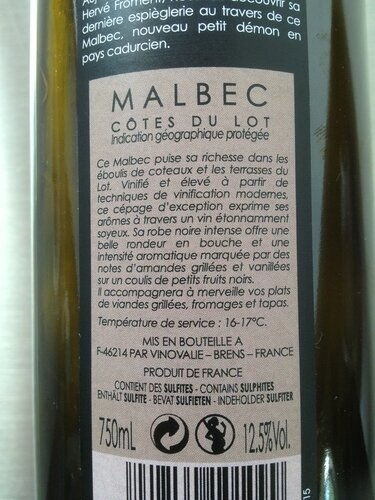 Hervé Froment,
découvrir sa
dernière espièglerie au travers de ce
Malbec, nouveau petit démon en
pays cadurcien.
MALBEC
CÔTES DU LOT
Indication géographique protégée
Ce Malbec puise sa richesse dans les
éboulis de coteaux et les terrasses du
Lot. Vinifié et élevé à partir de
techniques de vinification modernes,
ce cépage d'exception exprime ses
arômes à travers un vin étonnamment
soyeux. Sa robe noire intense offre une
belle rondeur en bouche et une
intensité aromatique marquée par des
notes d'amandes grillées et vanillées
sur un coulis de petits fruits noirs.
Il accompagnera à merveille vos plats
de viandes grillées, fromages et tapas.
Température de service : 16-17°C.
MIS EN BOUTEILLE A
F-46214 PAR VINOVALIE – BRENS – FRANCE
PRODUIT DE FRANCE
CONTIENT DES SULFITES - CONTAINS SULPHITES
ENTHÄLT SULFITE - BEVAT SULFIETEN - INDEHOLDER SULFITER
750mL 12.5%Vol.
15